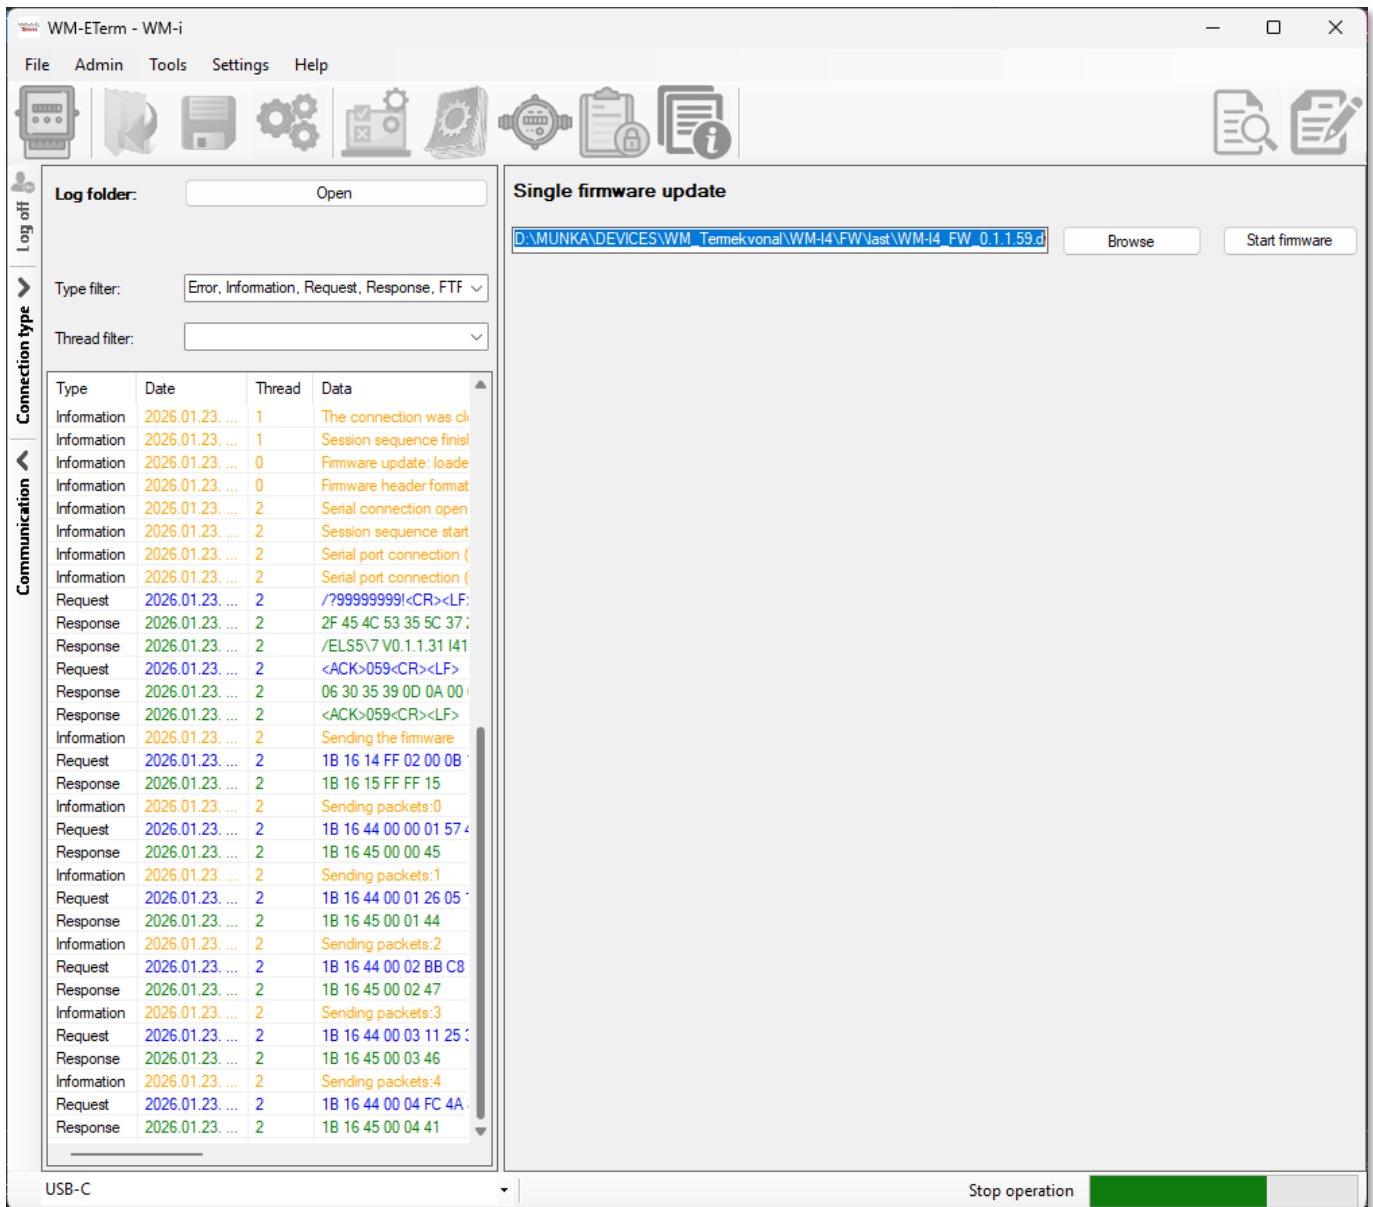 WM-ETerm - WM-i
File Admin Tools Settings Help
Log off
Connection type
Communication
Log folder:
Open
Type filter:
Error, Information, Request, Response, FTF
Thread filter:
Type Date Thread Data
Information 2026.01.23. ... 1 The connection was cl
Information 2026.01.23. ... 1 Session sequence finis
Information 2026.01.23. ... 0 Firmware update: loade
Information 2026.01.23. ... 0 Firmware header format
Information 2026.01.23. ... 2 Serial connection open
Information 2026.01.23. ... 2 Session sequence start
Information 2026.01.23. ... 2 Serial port connection (
Information 2026.01.23. ... 2 Serial port connection (
Request 2026.01.23. ... 2 /?99999999!<CR><LF>
Response 2026.01.23. ... 2 2F 45 4C 53 35 5C 37
Response 2026.01.23. ... 2 /ELS5\7 V0.1.1.31 I41
Request 2026.01.23. ... 2 <ACK>059<CR><LF>
Response 2026.01.23. ... 2 06 30 35 39 0D 0A 00
Response 2026.01.23. ... 2 <ACK>059<CR><LF>
Information 2026.01.23. ... 2 Sending the firmware
Request 2026.01.23. ... 2 1B 16 14 FF 02 00 0B
Response 2026.01.23. ... 2 1B 16 15 FF FF 15
Information 2026.01.23. ... 2 Sending packets:0
Request 2026.01.23. ... 2 1B 16 44 00 00 01 57 4
Response 2026.01.23. ... 2 1B 16 45 00 00 45
Information 2026.01.23. ... 2 Sending packets:1
Request 2026.01.23. ... 2 1B 16 44 00 01 26 05
Response 2026.01.23. ... 2 1B 16 45 00 01 44
Information 2026.01.23. ... 2 Sending packets:2
Request 2026.01.23. ... 2 1B 16 44 00 02 BB C8
Response 2026.01.23. ... 2 1B 16 45 00 02 47
Information 2026.01.23. ... 2 Sending packets:3
Request 2026.01.23. ... 2 1B 16 44 00 03 11 25
Response 2026.01.23. ... 2 1B 16 45 00 03 46
Information 2026.01.23. ... 2 Sending packets:4
Request 2026.01.23. ... 2 1B 16 44 00 04 FC 4A
Response 2026.01.23. ... 2 1B 16 45 00 04 41
Single firmware update
D:\MUNKA\DEVICES\WM_Termekvonal\WM-I4\FW\last\WM-I4_FW_0.1.1.59.d
Browse
Start firmware
USB-C
Stop operation